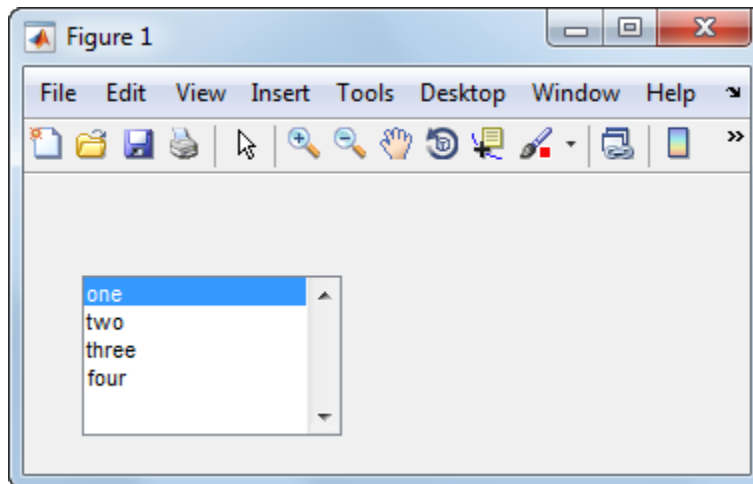 Figure 1
File Edit View Insert Tools Desktop Window Help
one
two
three
four